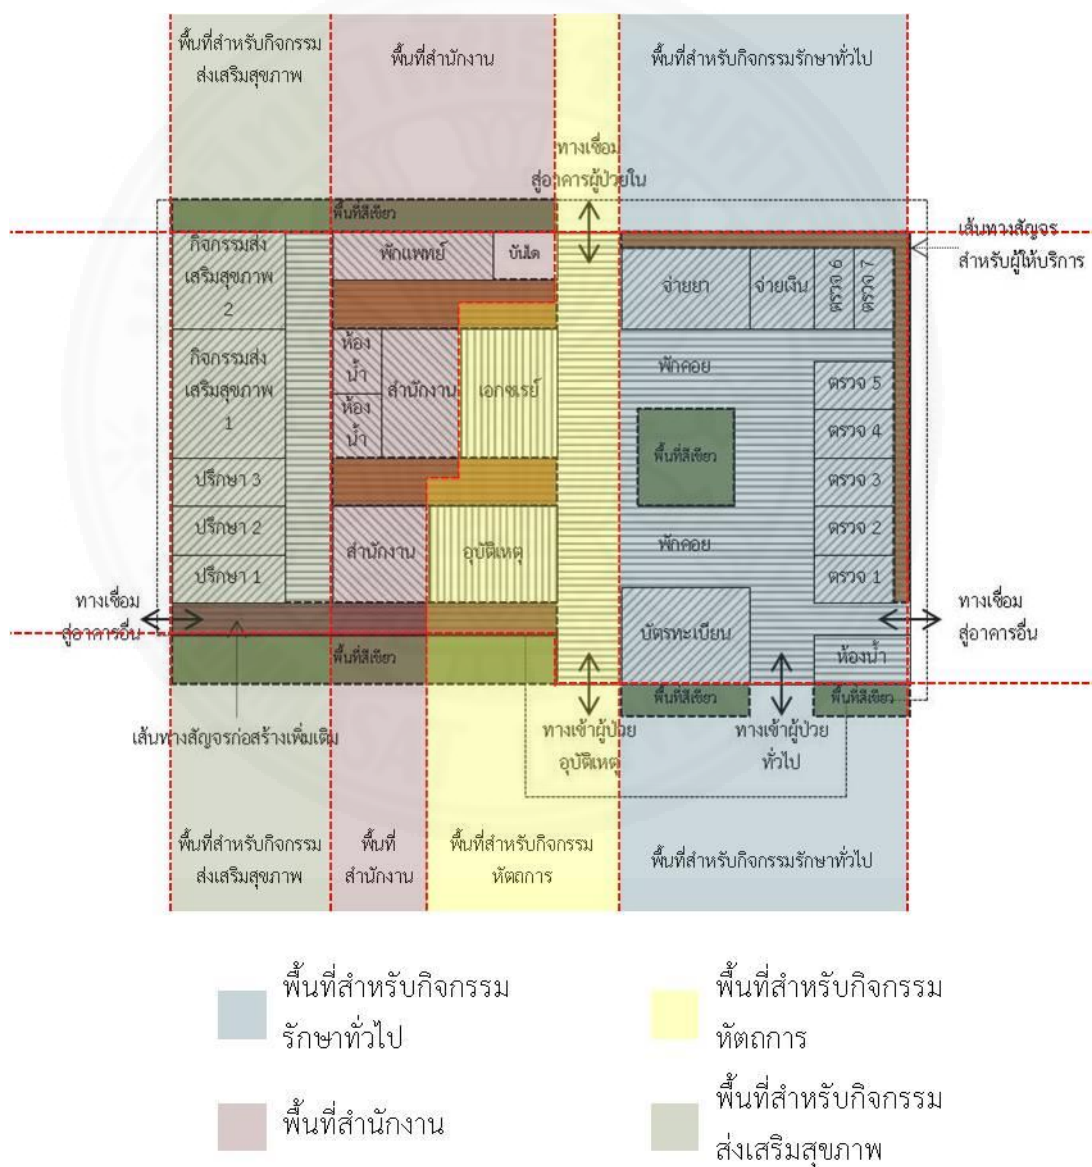 พื้นที่สำหรับกิจกรรม
ส่งเสริมสุขภาพ
พื้นที่สำนักงาน
พื้นที่สำหรับกิจกรรมรักษาทั่วไป
ทางเชื่อม
สู่อาคารผู้ป่วยใน
พื้นที่สีเขียว
เส้นทางสัญจร
สำหรับผู้ให้บริการ
กิจกรรมส่ง
เสริมสุขภาพ
2
พักแพทย์
บันได
จ่ายยา
จ่ายเงิน
ตรวจ 6
ตรวจ 7
กิจกรรมส่ง
เสริมสุขภาพ
1
ห้อง
น้ำ
ห้อง
น้ำ
สำนักงาน
เอกซเรย์
พักคอย
ตรวจ 5
ตรวจ 4
พื้นที่สีเขียว
ปรึกษา 3
ตรวจ 3
ปรึกษา 2
สำนักงาน
อุบัติเหตุ
พักคอย
ตรวจ 2
ปรึกษา 1
ตรวจ 1
ทางเชื่อม
สู่อาคารอื่น
บัตรทะเบียน
ทางเชื่อม
สู่อาคารอื่น
พื้นที่สีเขียว
ห้องน้ำ
พื้นที่สีเขียว
พื้นที่สีเขียว
เส้นทางสัญจรก่อสร้างเพิ่มเติม
ทางเข้าผู้ป่วย
อุบัติเหตุ
ทางเข้าผู้ป่วย
ทั่วไป
พื้นที่สำหรับกิจกรรม
ส่งเสริมสุขภาพ
พื้นที่
สำนักงาน
พื้นที่สำหรับกิจกรรม
หัตถการ
พื้นที่สำหรับกิจกรรมรักษาทั่วไป
พื้นที่สำหรับกิจกรรม
รักษาทั่วไป
พื้นที่สำหรับกิจกรรม
หัตถการ
พื้นที่สำนักงาน
พื้นที่สำหรับกิจกรรม
ส่งเสริมสุขภาพ